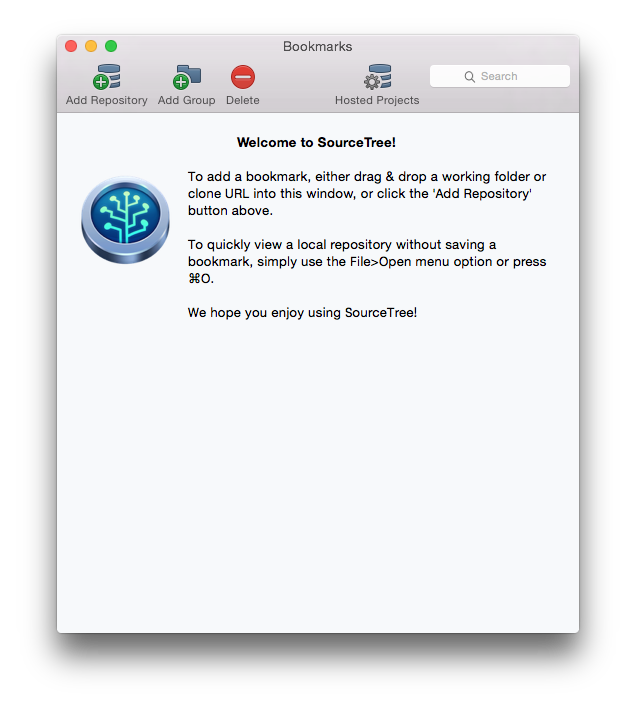 Bookmarks
Add Repository
Add Group
Delete
Hosted Projects
Search
Welcome to SourceTree!
To add a bookmark, either drag & drop a working folder or
clone URL into this window, or click the 'Add Repository'
button above.
To quickly view a local repository without saving a
bookmark, simply use the File>Open menu option or press
⌘O.
We hope you enjoy using SourceTree!